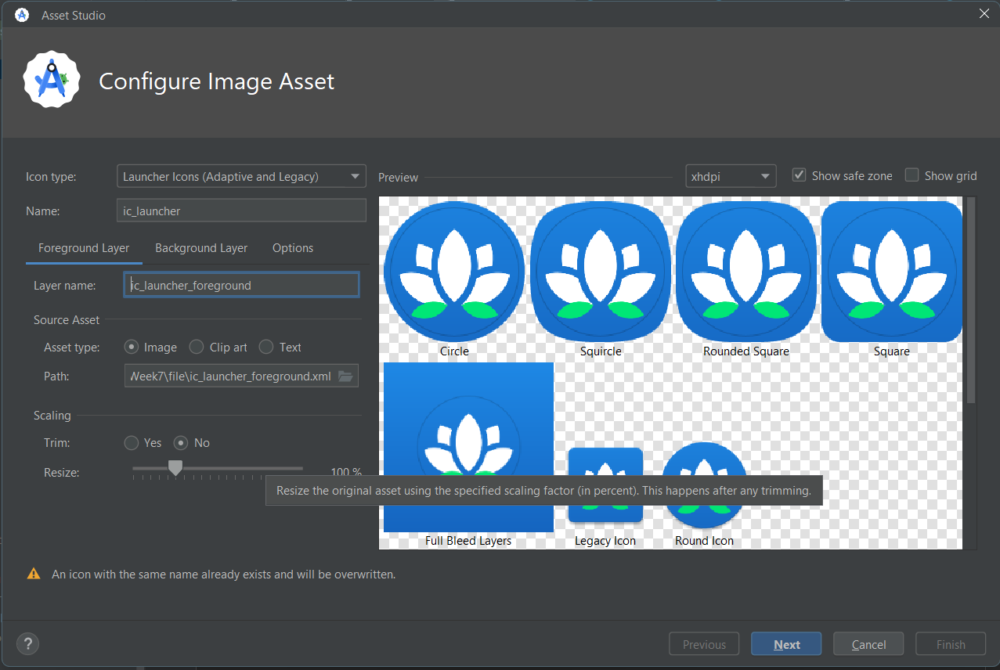 Asset Studio
Configure Image Asset
Icon type:
Launcher Icons (Adaptive and Legacy)
Name:
ic_launcher
Foreground Layer
Background Layer
Options
Layer name:
ic_launcher_foreground
Source Asset
Asset type:
Image
Clip art
Text
Path:
Week7\file\ic_launcher_foreground.xml
Scaling
Trim:
Yes
No
Resize:
100 %
Preview
xhdpi
Show safe zone
Show grid
Circle
Squircle
Rounded Square
Square
Resize the original asset using the specified scaling factor (in percent). This happens after any trimming.
Full Bleed Layers
Legacy Icon
Round Icon
An icon with the same name already exists and will be overwritten.
?
Previous
Next
Cancel
Finish